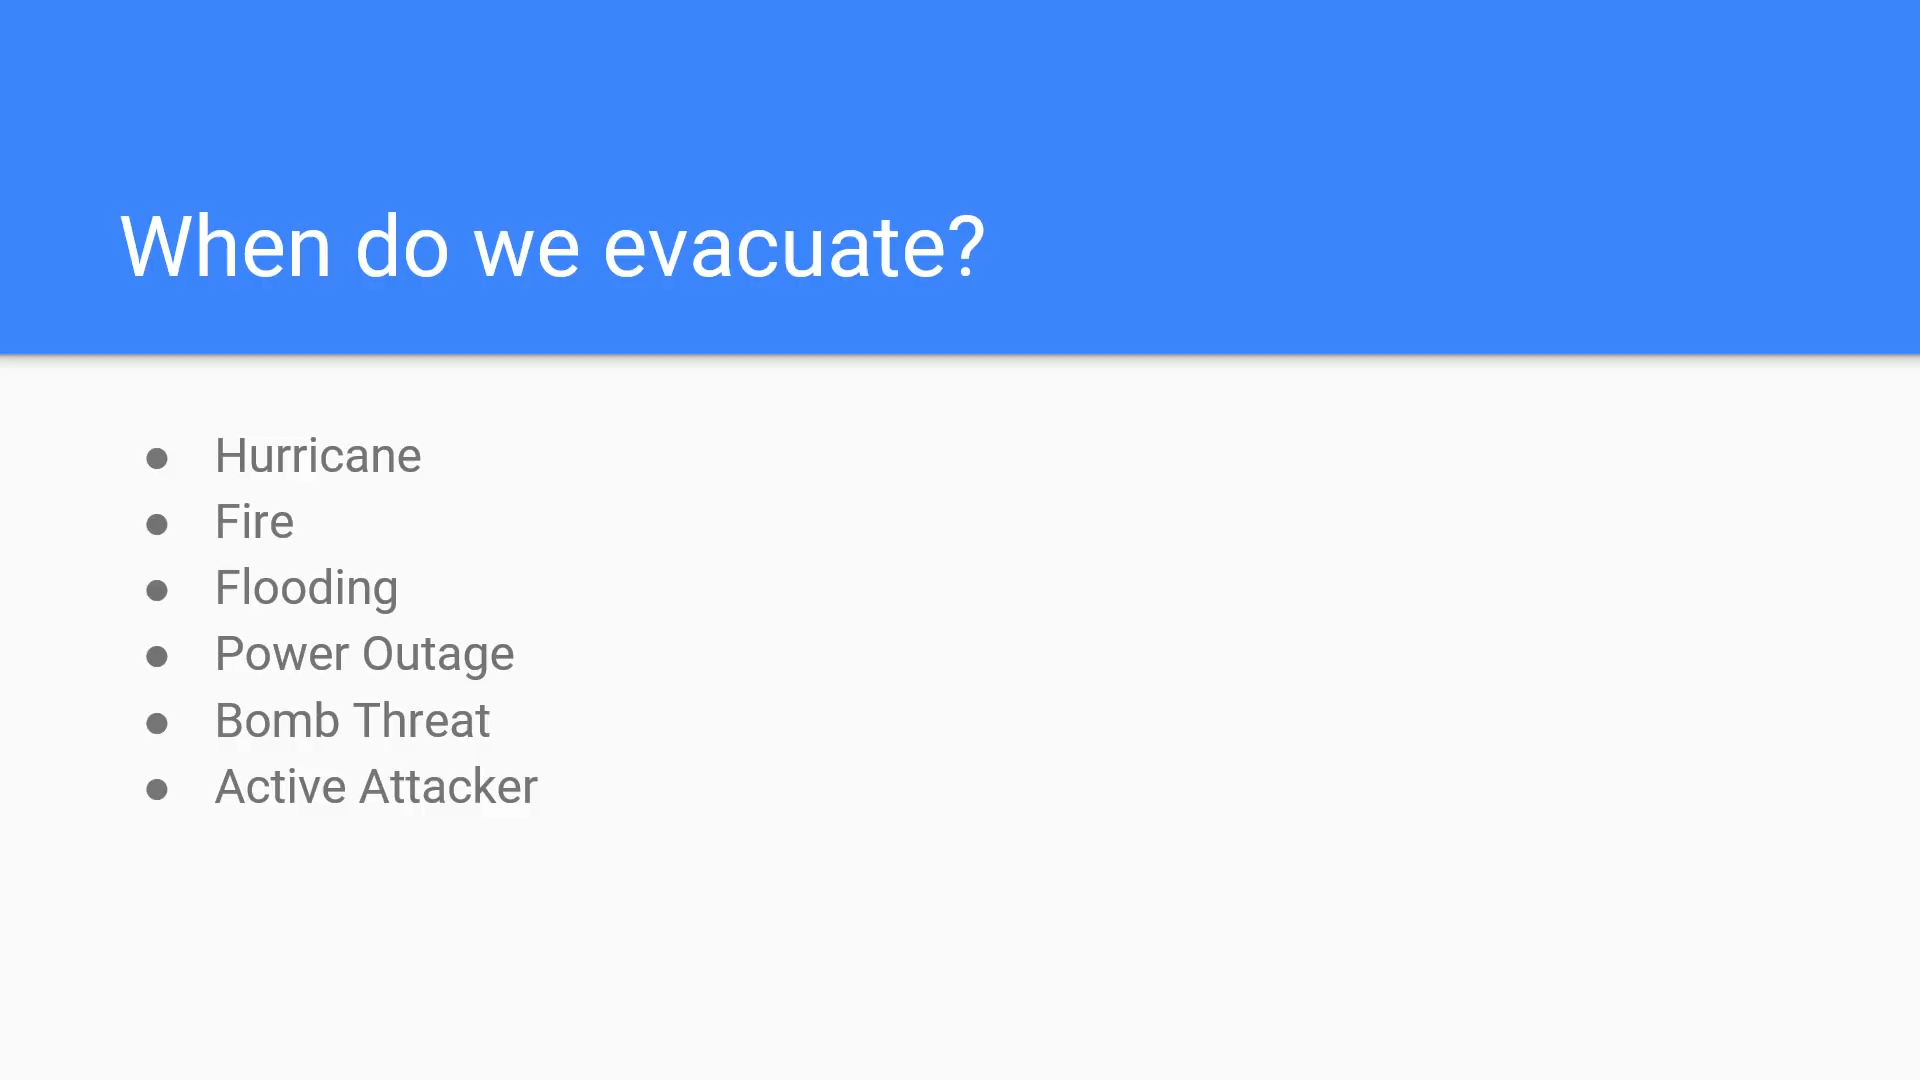 When do we evacuate?
● Hurricane
● Fire
● Flooding
● Power Outage
● Bomb Threat
● Active Attacker